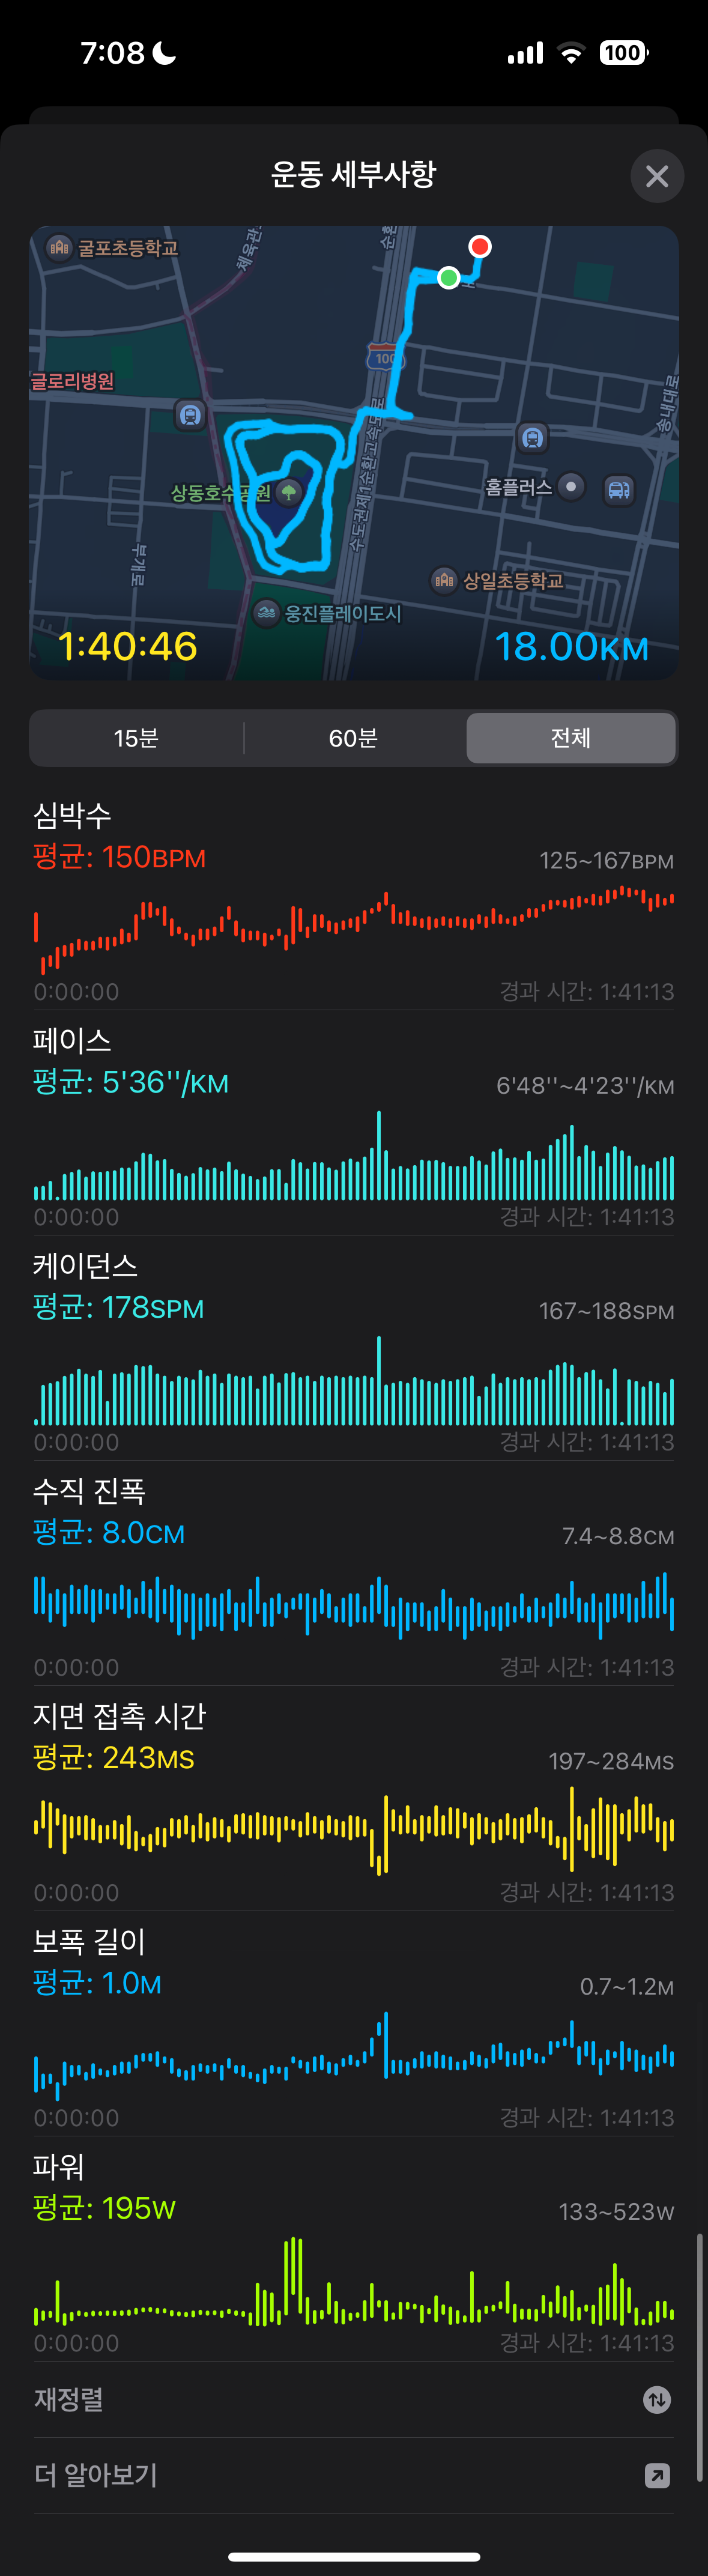 7:08
100
운동 세부사항
굴포초등학교
체육관
순환
글로리병원
100
송내대로
상동호수공원
홈플러스
수도권제1순환고속도로
부개로
상일초등학교
웅진플레이도시
1:40:46
18.00KM
15분
60분
전체
심박수
평균: 150BPM
125~167BPM
0:00:00
경과 시간: 1:41:13
페이스
평균: 5'36''/KM
6'48''~4'23''/KM
0:00:00
경과 시간: 1:41:13
케이던스
평균: 178SPM
167~188SPM
0:00:00
경과 시간: 1:41:13
수직 진폭
평균: 8.0CM
7.4~8.8CM
0:00:00
경과 시간: 1:41:13
지면 접촉 시간
평균: 243MS
197~284MS
0:00:00
경과 시간: 1:41:13
보폭 길이
평균: 1.0M
0.7~1.2M
0:00:00
경과 시간: 1:41:13
파워
평균: 195W
133~523W
0:00:00
경과 시간: 1:41:13
재정렬
더 알아보기